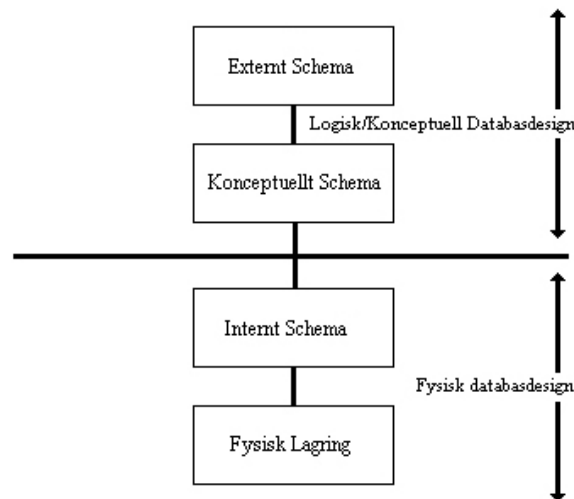 Externt Schema
Logisk/Konceptuell Databasdesign
Konceptuellt Schema
Internt Schema
Fysisk databasdesign
Fysisk Lagring